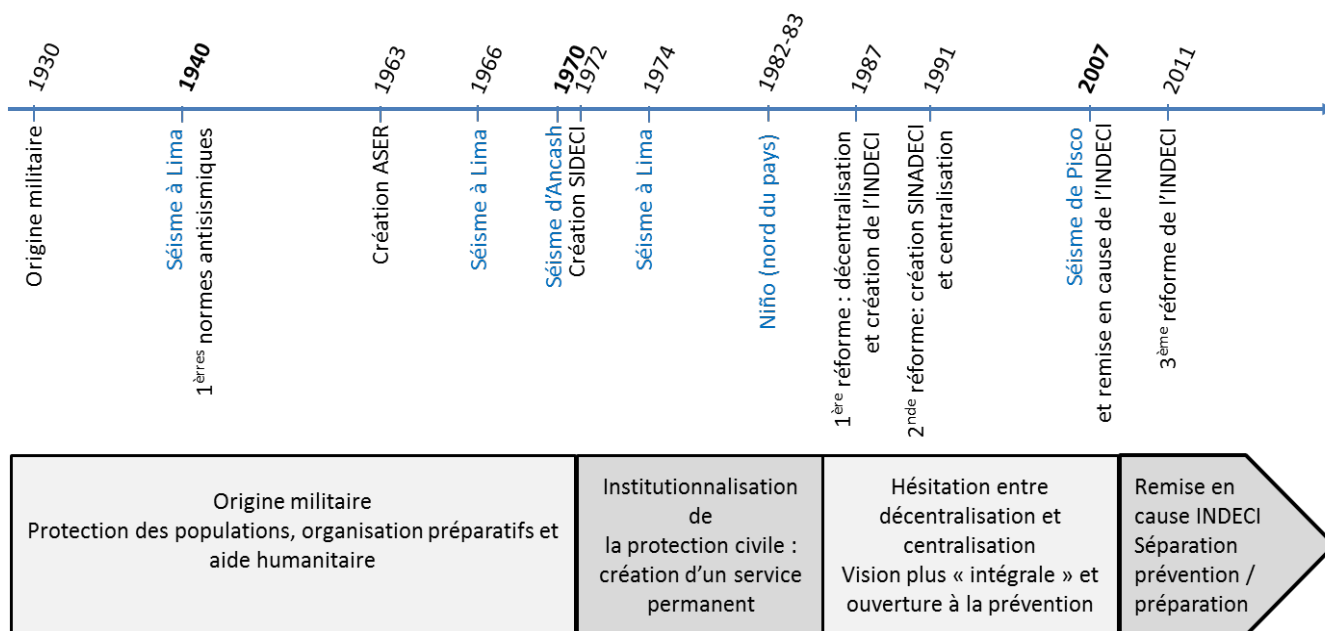 1930
1940
1963
1966
1970
1972
1974
1982-83
1987
1991
2007
2011
Origine militaire
Séisme à Lima
1èrres normes antisismiques
Création ASER
Séisme à Lima
Séisme d'Ancash
Création SIDECI
Séisme à Lima
Niño (nord du pays)
1ère réforme : décentralisation
et création de l'INDECI
2nde réforme: création SINADECI
et centralisation
Séisme de Pisco
et remise en cause de l'INDECI
3ème réforme de l'INDECI
Origine militaire
Protection des populations, organisation préparatifs et
aide humanitaire
Institutionnalisation
de
la protection civile :
création d'un service
permanent
Hésitation entre
décentralisation et
centralisation
Vision plus « intégrale » et
ouverture à la prévention
Remise en
cause INDECI
Séparation
prévention /
préparation